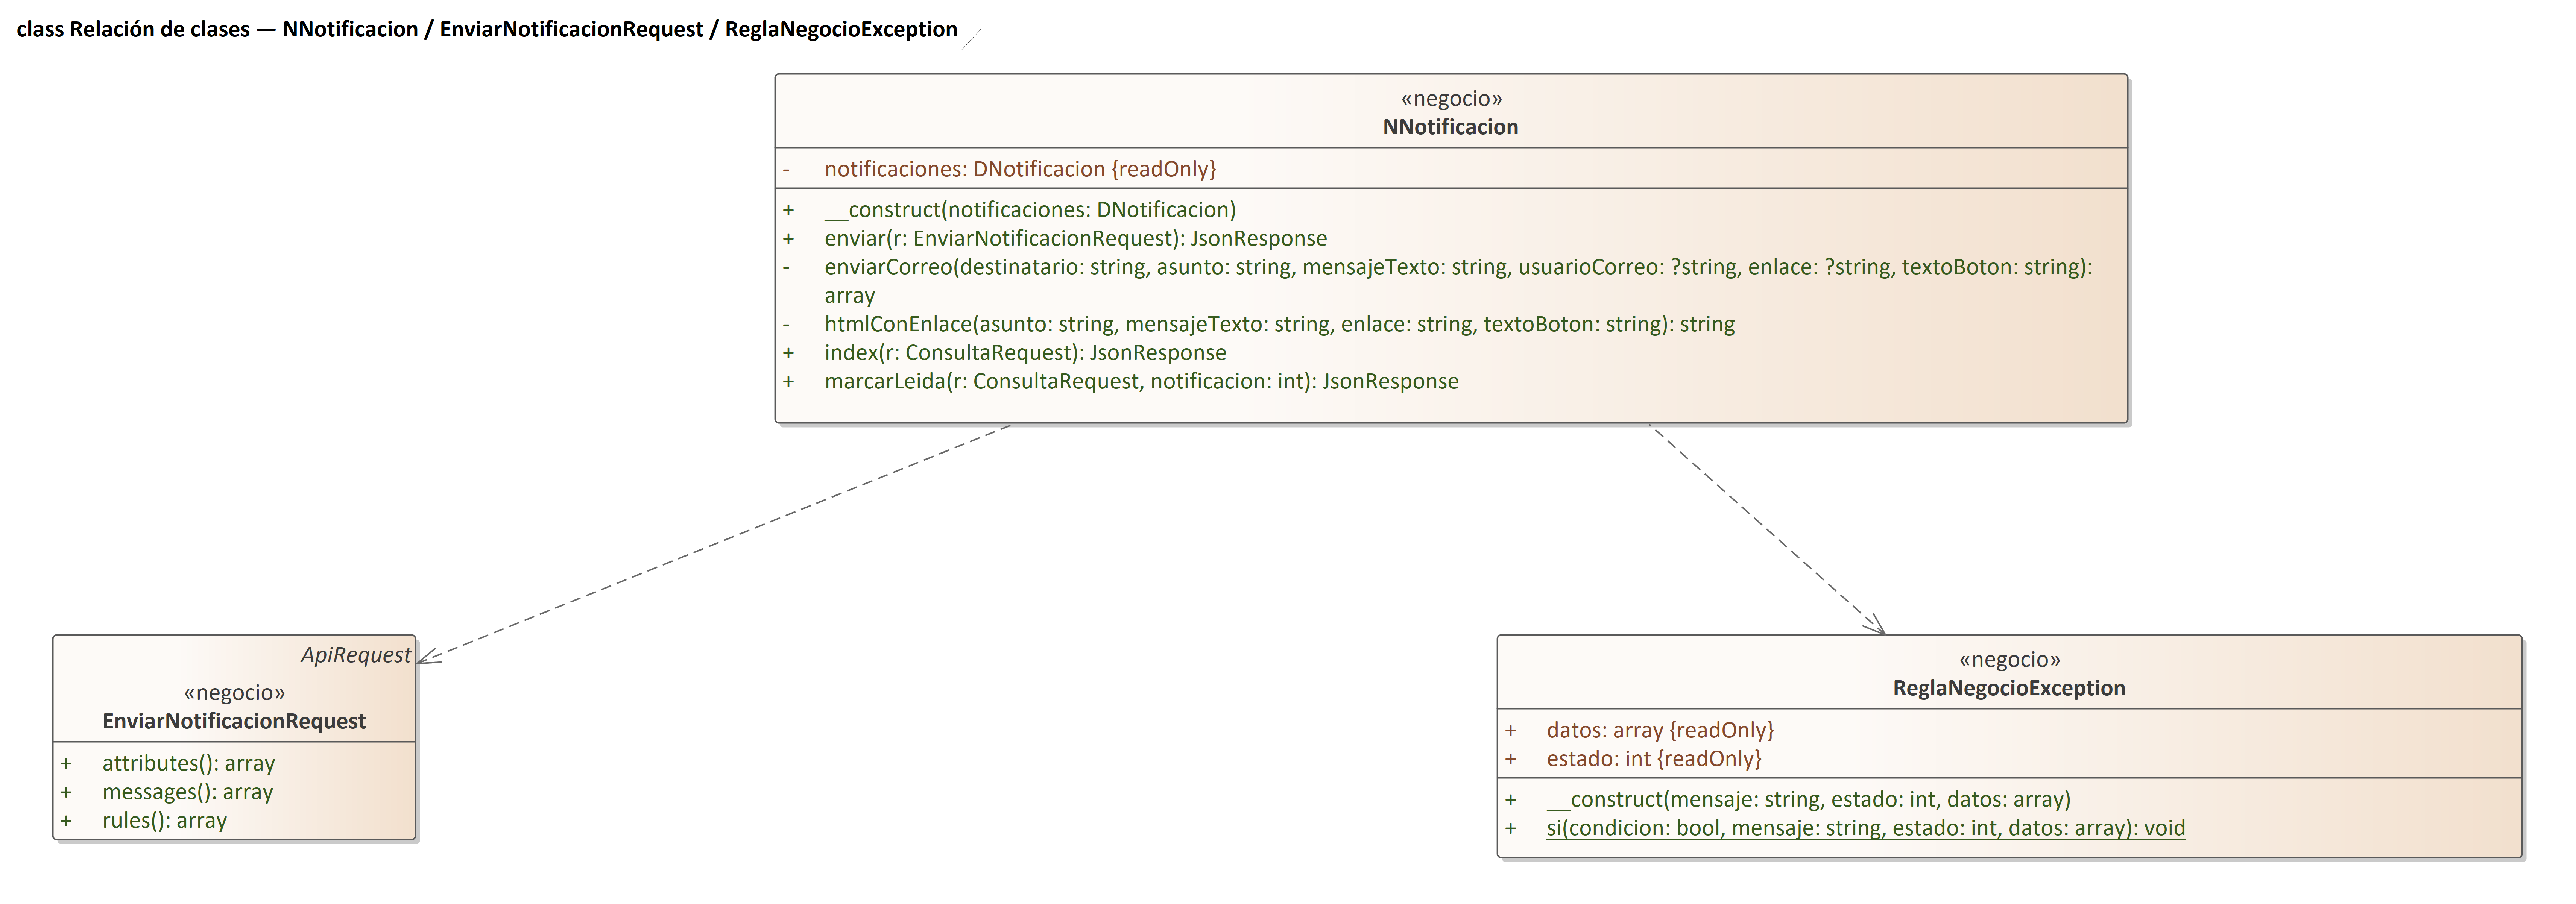 class Relación de clases — NNotificacion / EnviarNotificacionRequest / ReglaNegocioException
«negocio»
NNotificacion
- notificaciones: DNotificacion {readOnly}
+ __construct(notificaciones: DNotificacion)
+ enviar(r: EnviarNotificacionRequest): JsonResponse
- enviarCorreo(destinatario: string, asunto: string, mensajeTexto: string, usuarioCorreo: ?string, enlace: ?string, textoBoton: string):
array
- htmlConEnlace(asunto: string, mensajeTexto: string, enlace: string, textoBoton: string): string
+ index(r: ConsultaRequest): JsonResponse
+ marcarLeida(r: ConsultaRequest, notificacion: int): JsonResponse
ApiRequest
«negocio»
EnviarNotificacionRequest
+ attributes(): array
+ messages(): array
+ rules(): array
«negocio»
ReglaNegocioException
+ datos: array {readOnly}
+ estado: int {readOnly}
+ __construct(mensaje: string, estado: int, datos: array)
+ si(condicion: bool, mensaje: string, estado: int, datos: array): void